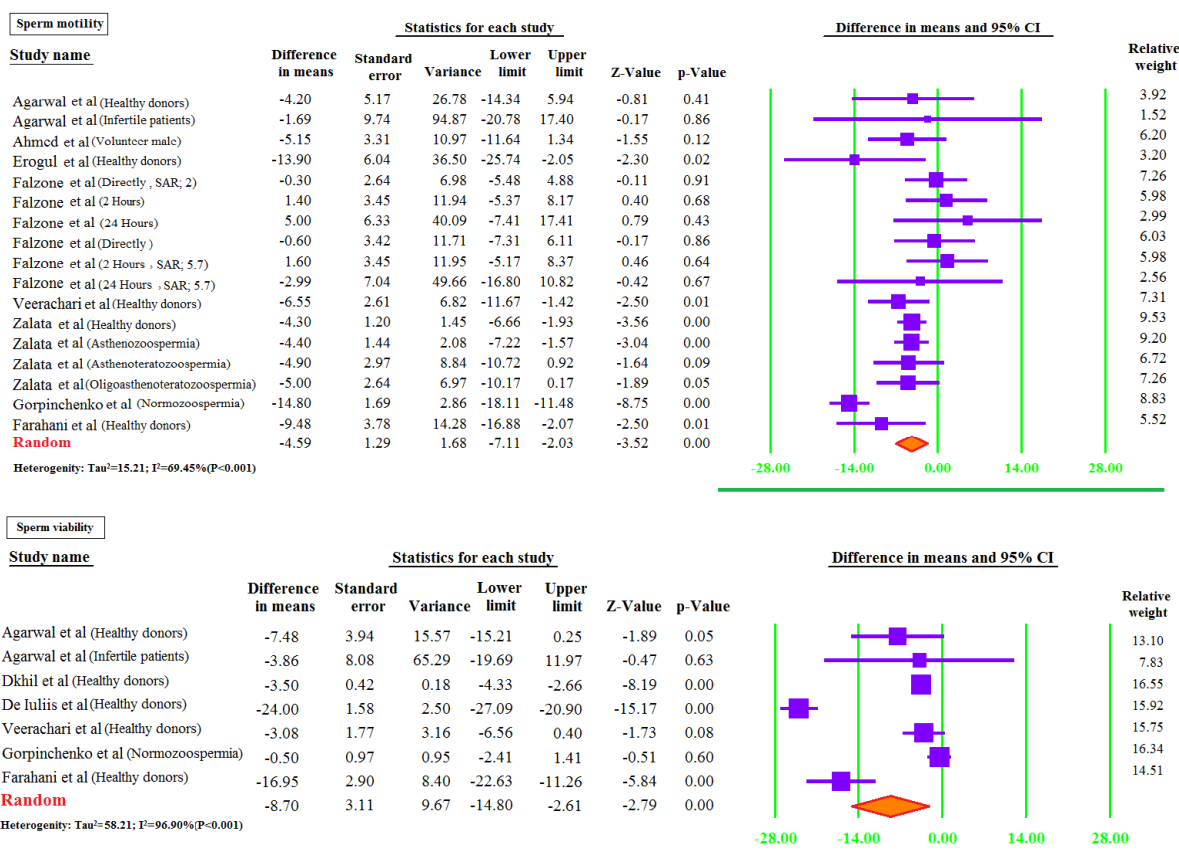 Sperm motility
Statistics for each study
Difference in means and 95% CI
Study name
Difference in means
Standard error
Variance
Lower limit
Upper limit
Z-Value
p-Value
Relative weight
Agarwal et al (Healthy donors) -4.20 5.17 26.78 -14.34 5.94 -0.81 0.41 3.92
Agarwal et al (Infertile patients) -1.69 9.74 94.87 -20.78 17.40 -0.17 0.86 1.52
Ahmed et al (Volunteer male) -5.15 3.31 10.97 -11.64 1.34 -1.55 0.12 6.20
Erogul et al (Healthy donors) -13.90 6.04 36.50 -25.74 -2.05 -2.30 0.02 3.20
Falzone et al (Directly , SAR; 2) -0.30 2.64 6.98 -5.48 4.88 -0.11 0.91 7.26
Falzone et al (2 Hours) 1.40 3.45 11.94 -5.37 8.17 0.40 0.68 5.98
Falzone et al (24 Hours) 5.00 6.33 40.09 -7.41 17.41 0.79 0.43 2.99
Falzone et al (Directly ) -0.60 3.42 11.71 -7.31 6.11 -0.17 0.86 6.03
Falzone et al (2 Hours , SAR; 5.7) 1.60 3.45 11.95 -5.17 8.37 0.46 0.64 5.98
Falzone et al (24 Hours , SAR; 5.7) -2.99 7.04 49.66 -16.80 10.82 -0.42 0.67 2.56
Veerachari et al (Healthy donors) -6.55 2.61 6.82 -11.67 -1.42 -2.50 0.01 7.31
Zalata et al (Healthy donors) -4.30 1.20 1.45 -6.66 -1.93 -3.56 0.00 9.53
Zalata et al (Asthenozoospermia) -4.40 1.44 2.08 -7.22 -1.57 -3.04 0.00 9.20
Zalata et al (Asthenoteratozoospermia) -4.90 2.97 8.84 -10.72 0.92 -1.64 0.09 6.72
Zalata et al (Oligoasthenoteratozoospermia) -5.00 2.64 6.97 -10.17 0.17 -1.89 0.05 7.26
Gorpinchenko et al (Normozoospermia) -14.80 1.69 2.86 -18.11 -11.48 -8.75 0.00 8.83
Farahani et al (Healthy donors) -9.48 3.78 14.28 -16.88 -2.07 -2.50 0.01 5.52
Random -4.59 1.29 1.68 -7.11 -2.03 -3.52 0.00
Heterogenity: Tau²=15.21; I²=69.45%(P<0.001)
-28.00 -14.00 0.00 14.00 28.00
Sperm viability
Study name
Statistics for each study
Difference in means and 95% CI
Difference in means
Standard error
Variance
Lower limit
Upper limit
Z-Value
p-Value
Relative weight
Agarwal et al (Healthy donors) -7.48 3.94 15.57 -15.21 0.25 -1.89 0.05 13.10
Agarwal et al (Infertile patients) -3.86 8.08 65.29 -19.69 11.97 -0.47 0.63 7.83
Dkhil et al (Healthy donors) -3.50 0.42 0.18 -4.33 -2.66 -8.19 0.00 16.55
De Iuliis et al (Healthy donors) -24.00 1.58 2.50 -27.09 -20.90 -15.17 0.00 15.92
Veerachari et al (Healthy donors) -3.08 1.77 3.16 -6.56 0.40 -1.73 0.08 15.75
Gorpinchenko et al (Normozoospermia) -0.50 0.97 0.95 -2.41 1.41 -0.51 0.60 16.34
Farahani et al (Healthy donors) -16.95 2.90 8.40 -22.63 -11.26 -5.84 0.00 14.51
Random -8.70 3.11 9.67 -14.80 -2.61 -2.79 0.00
Heterogenity: Tau²=58.21; I²=96.90%(P<0.001)
-28.00 -14.00 0.00 14.00 28.00